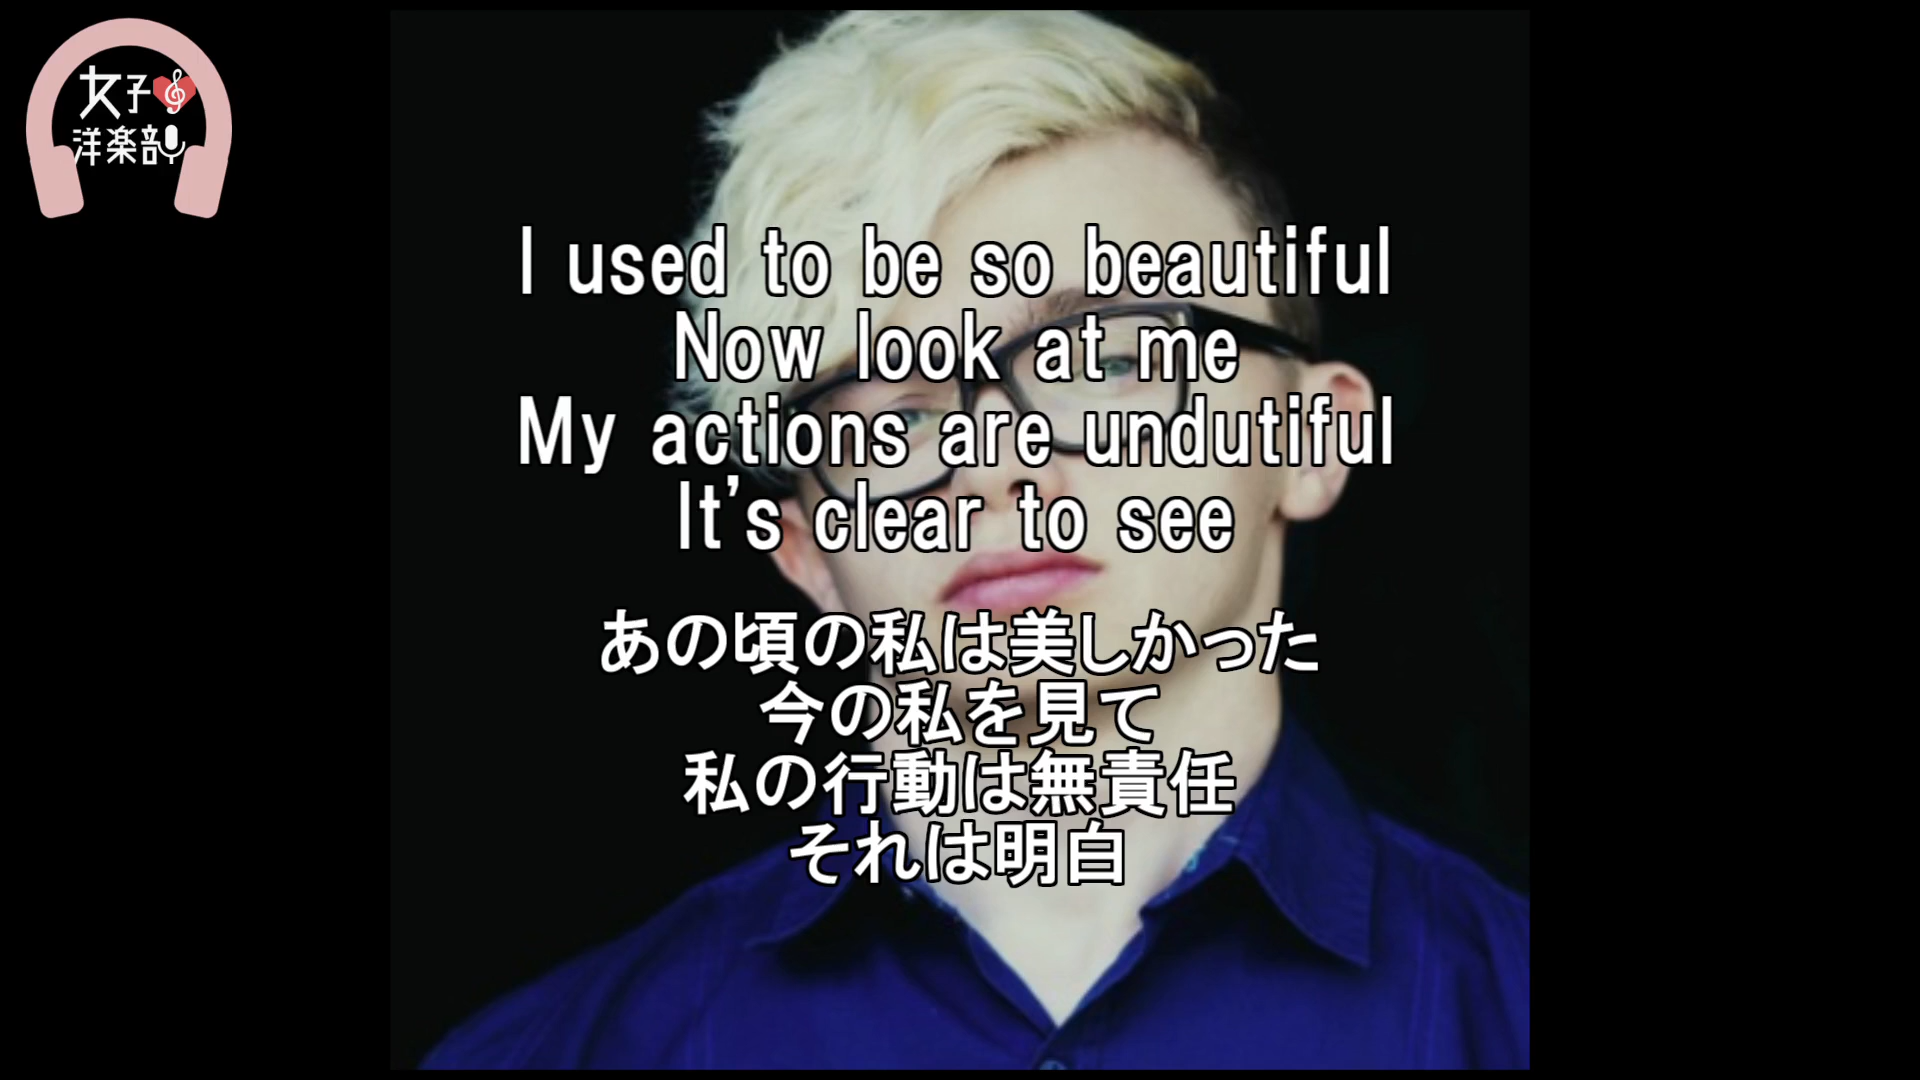 女子
洋楽部
I used to be so beautiful
Now look at me
My actions are undutiful
It's clear to see
あの頃の私は美しかった
今の私を見て
私の行動は無責任
それは明白